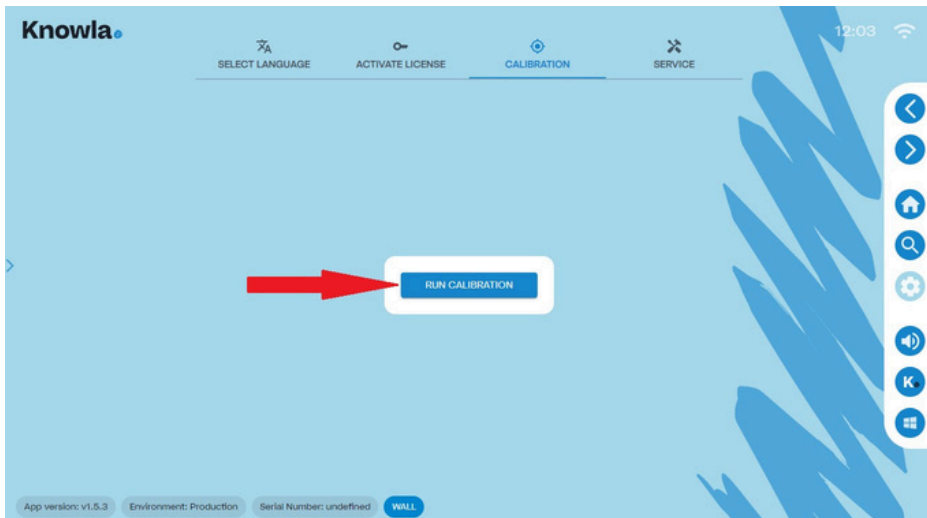 Knowla
12:03
SELECT LANGUAGE
ACTIVATE LICENSE
CALIBRATION
SERVICE
RUN CALIBRATION
K
App version: v1.5.3
Environment: Production
Serial Number: undefined
WALL